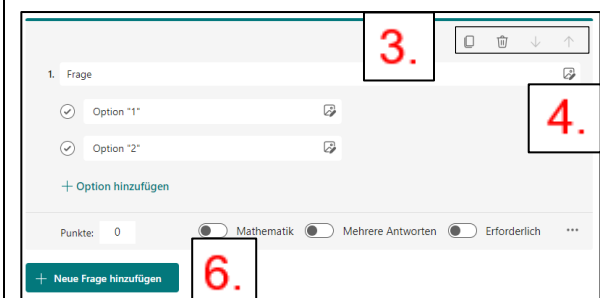 3.
1. Frage
4.
Option "1"
Option "2"
+ Option hinzufügen
Punkte: 0 Mathematik Mehrere Antworten Erforderlich ...
+ Neue Frage hinzufügen
6.